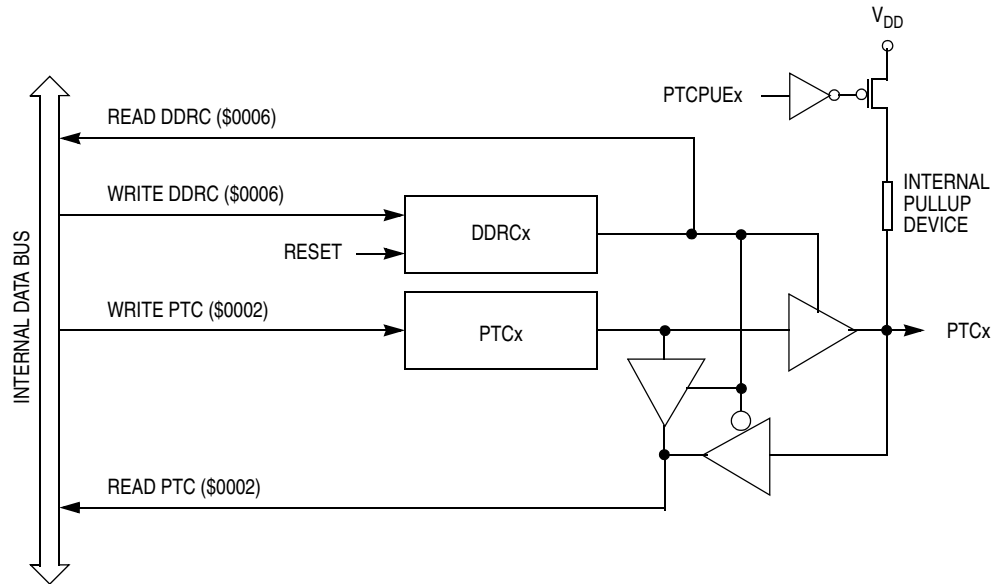 V_DD
PTCPUEx
READ DDRC ($0006)
WRITE DDRC ($0006)
INTERNAL
PULLUP
DEVICE
DDRCx
RESET
INTERNAL DATA BUS
WRITE PTC ($0002)
PTCx
PTCx
READ PTC ($0002)